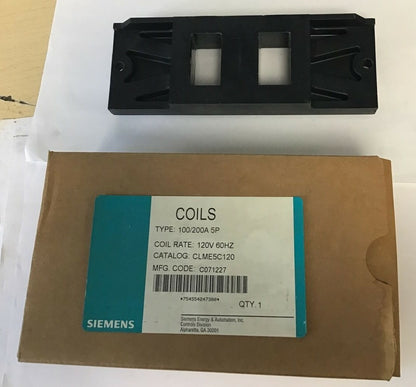 COILS
TYPE: 100/200A 5P
COIL RATE: 120V 60HZ
CATALOG: CLME5C120
MFG. CODE: C071227
QTY. 1
SIEMENS
Siemens Energy & Automation, Inc.
Controls Division
Alpharetta, GA 30201